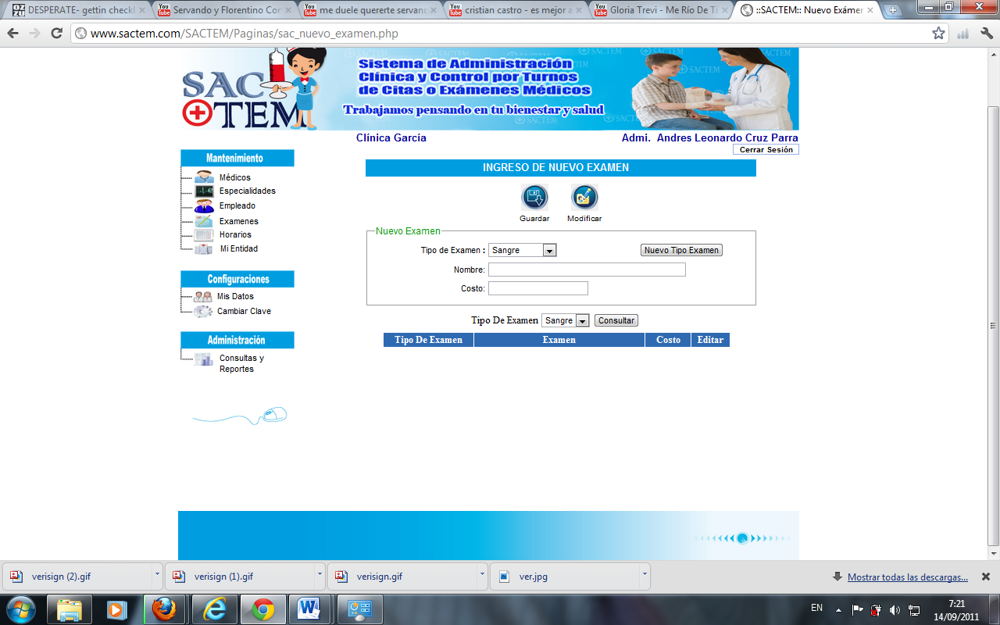 DESPERATE- gettin checkl
Servando y Florentino Cor
me duele quererte servanc
cristian castro - es mejor a
Gloria Trevi - Me Río De Ti
::SACTEM:: Nuevo Exámer
www.sactem.com/SACTEM/Paginas/sac_nuevo_examen.php
SACTEM
Sistema de Administración
Clínica y Control por Turnos
de Citas o Exámenes Médicos
Trabajamos pensando en tu bienestar y salud
Clínica García
Admi. Andres Leonardo Cruz Parra
Cerrar Sesión
Mantenimiento
Médicos
Especialidades
Empleado
Examenes
Horarios
Mi Entidad
Configuraciones
Mis Datos
Cambiar Clave
Administración
Consultas y
Reportes
INGRESO DE NUEVO EXAMEN
Guardar
Modificar
Nuevo Examen
Tipo de Examen : Sangre
Nuevo Tipo Examen
Nombre:
Costo:
Tipo De Examen Sangre Consultar
Tipo De Examen Examen Costo Editar
verisign (2).gif
verisign (1).gif
verisign.gif
ver.jpg
Mostrar todas las descargas...
EN
7:21
14/09/2011